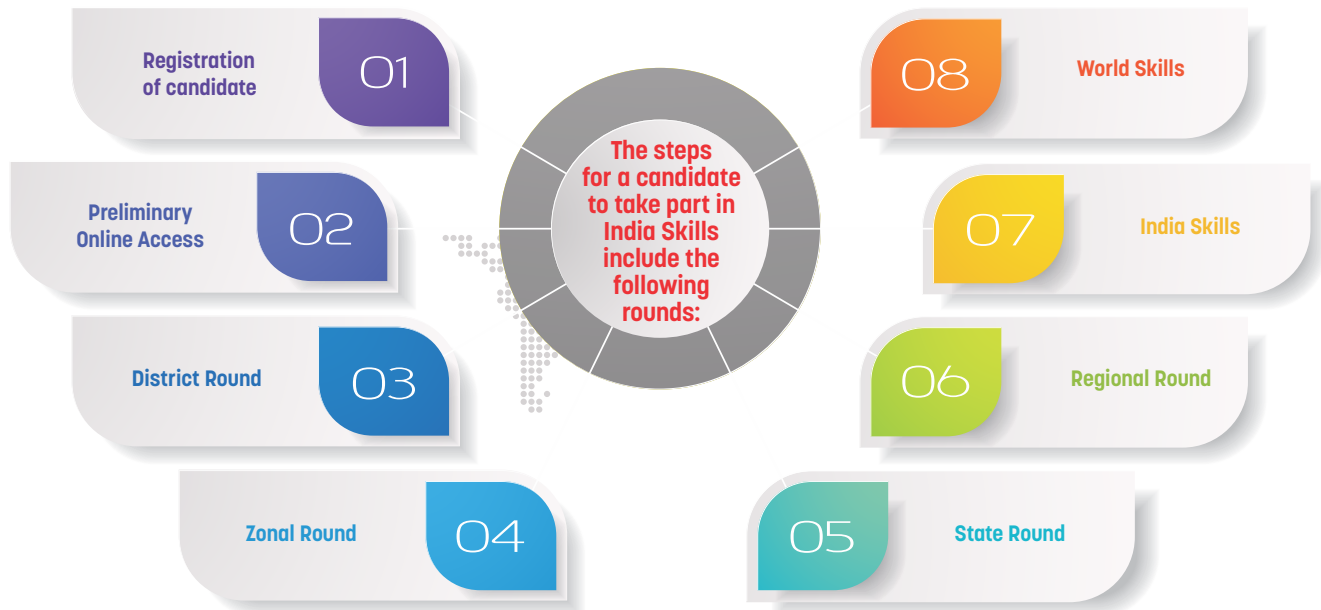 The steps
for a candidate
to take part in
India Skills
include the
following
rounds:
01
Registration
of candidate
02
Preliminary
Online Access
03
District Round
04
Zonal Round
05
State Round
06
Regional Round
07
India Skills
08
World Skills